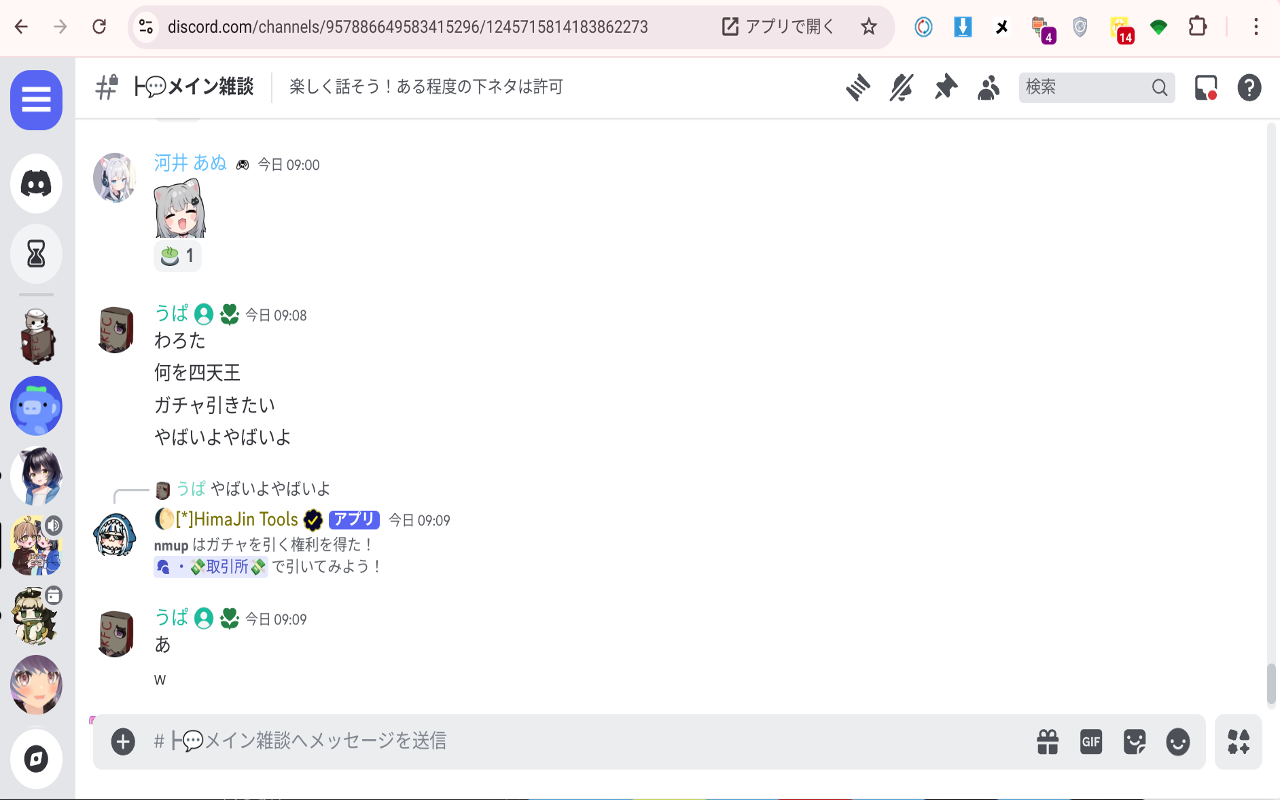 discord.com/channels/957886649583415296/1245715814183862273
アプリで開く
4
14
├💬メイン雑談
楽しく話そう！ある程度の下ネタは許可
検索
河井 あぬ 今日 09:00
1
うぱ 今日 09:08
わろた
何を四天王
ガチャ引きたい
やばいよやばいよ
うぱ やばいよやばいよ
🌔[*]HimaJin Tools アプリ 今日 09:09
nmup はガチャを引く権利を得た！
・💸取引所💸 で引いてみよう！
うぱ 今日 09:09
あ
w
KFC
# ├💬メイン雑談へメッセージを送信
GIF